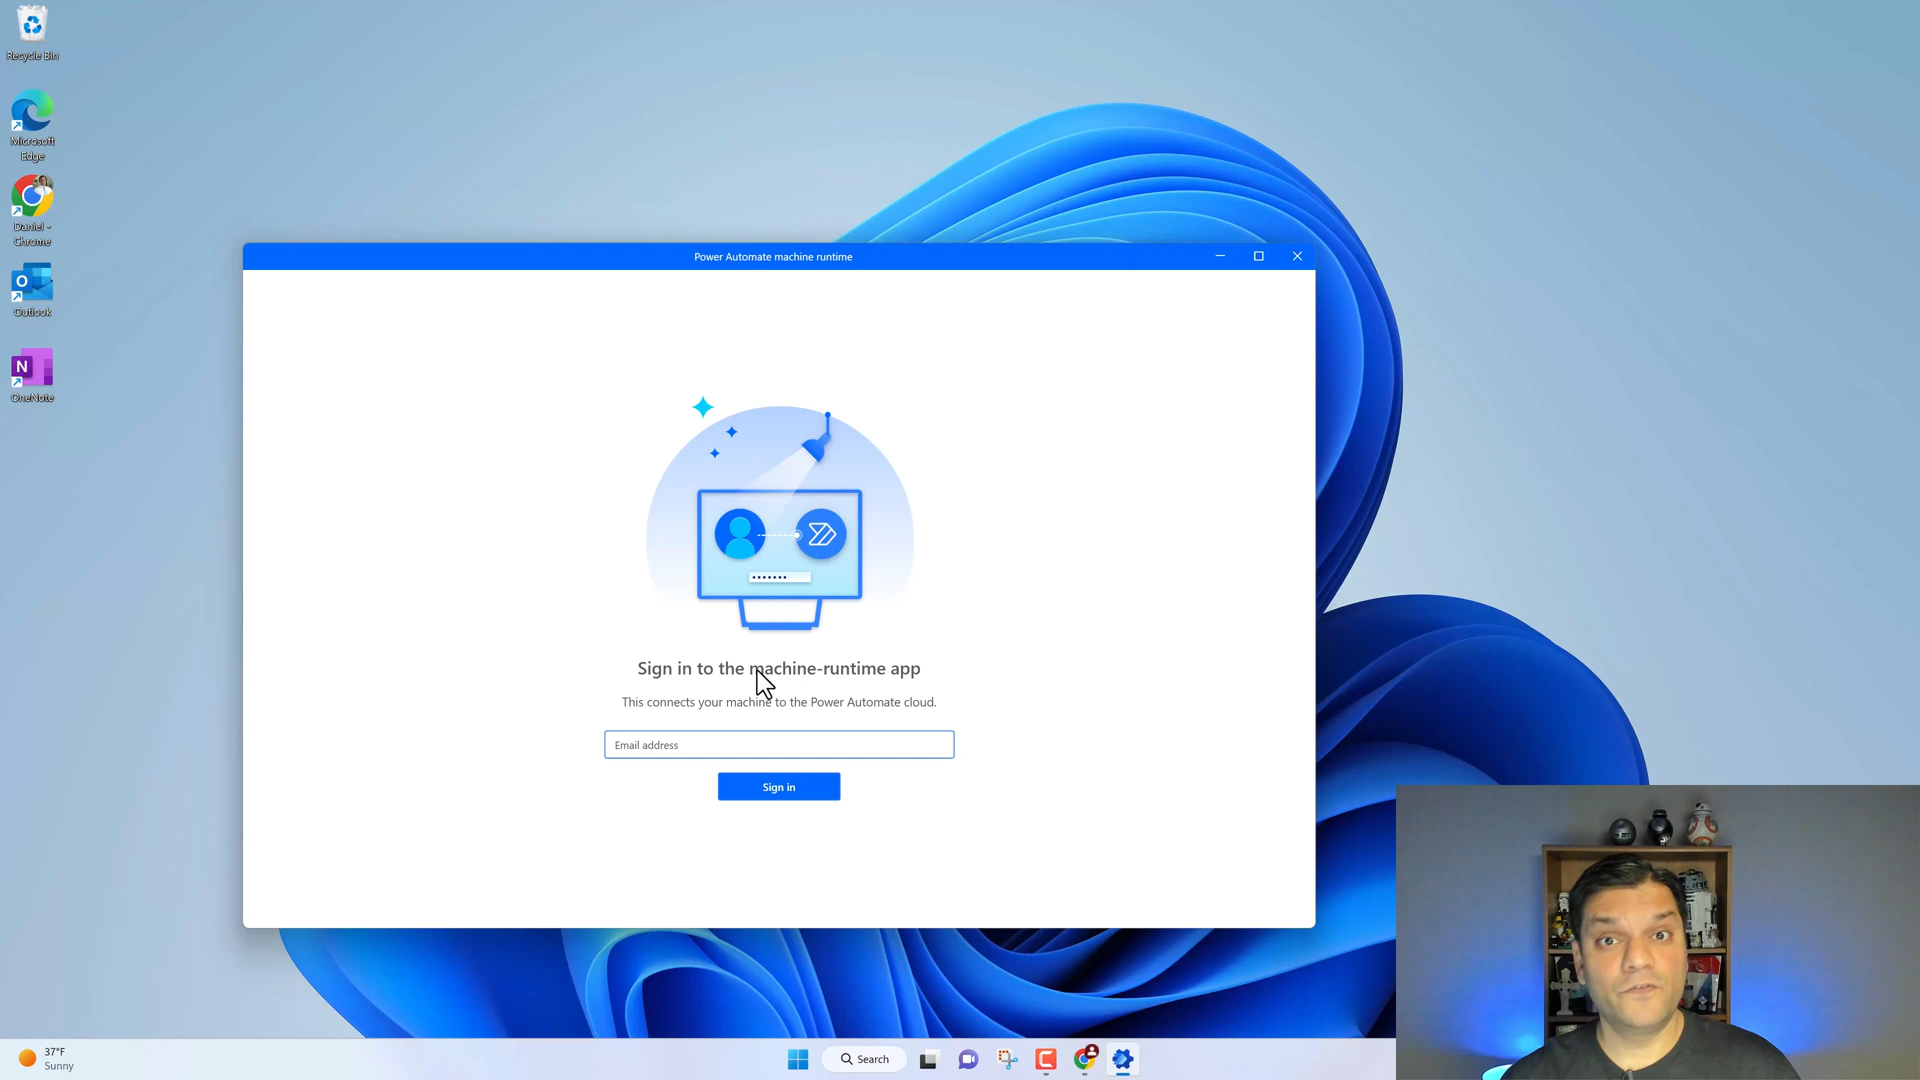 Recycle Bin
Microsoft
Edge
Daniel -
Chrome
Outlook
OneNote
Power Automate machine runtime
Sign in to the machine-runtime app
This connects your machine to the Power Automate cloud.
Email address
Sign in
37°F
Sunny
Search